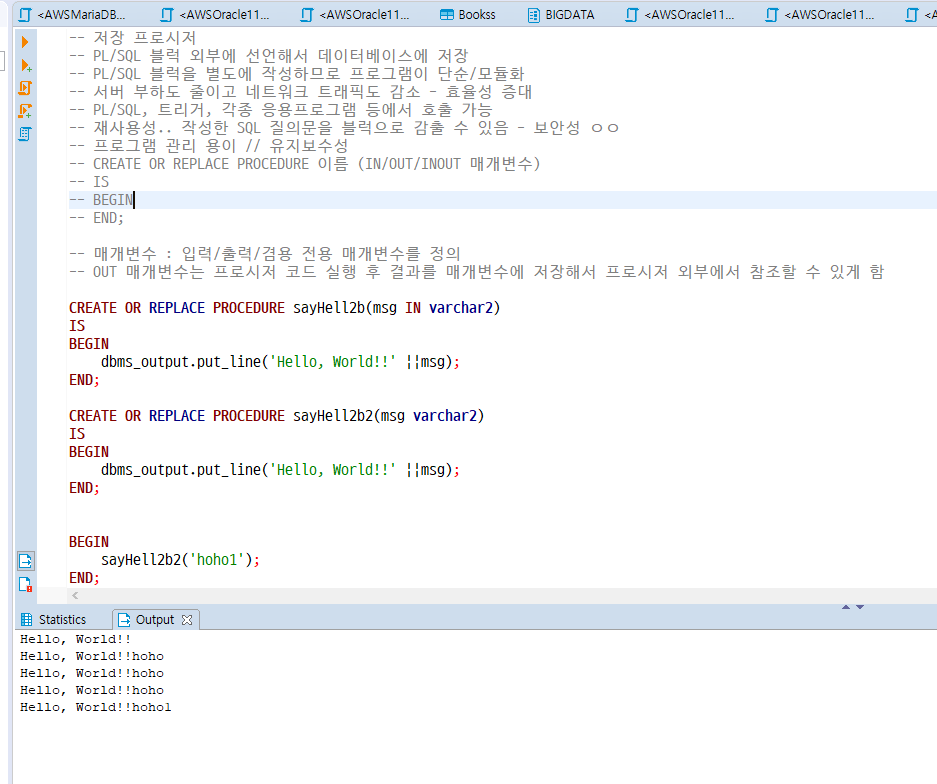 <AWSMariaDB... <AWSOracle11... <AWSOracle11... Bookss BIGDATA <AWSOracle11... <AWSOracle11... <A
-- 저장 프로시저
-- PL/SQL 블럭 외부에 선언해서 데이터베이스에 저장
-- PL/SQL 블럭을 별도에 작성하므로 프로그램이 단순/모듈화
-- 서버 부하도 줄이고 네트워크 트래픽도 감소 - 효율성 증대
-- PL/SQL, 트리거, 각종 응용프로그램 등에서 호출 가능
-- 재사용성.. 작성한 SQL 질의문을 블럭으로 감출 수 있음 - 보안성 ㅇㅇ
-- 프로그램 관리 용이 // 유지보수성
-- CREATE OR REPLACE PROCEDURE 이름 (IN/OUT/INOUT 매개변수)
-- IS
-- BEGIN
-- END;
-- 매개변수 : 입력/출력/겸용 전용 매개변수를 정의
-- OUT 매개변수는 프로시저 코드 실행 후 결과를 매개변수에 저장해서 프로시저 외부에서 참조할 수 있게 함
CREATE OR REPLACE PROCEDURE sayHell2b(msg IN varchar2)
IS
BEGIN
dbms_output.put_line('Hello, World!!' ||msg);
END;
CREATE OR REPLACE PROCEDURE sayHell2b2(msg varchar2)
IS
BEGIN
dbms_output.put_line('Hello, World!!' ||msg);
END;
BEGIN
sayHell2b2('hoho1');
END;
Statistics Output
Hello, World!!
Hello, World!!hoho
Hello, World!!hoho
Hello, World!!hoho
Hello, World!!hoho1